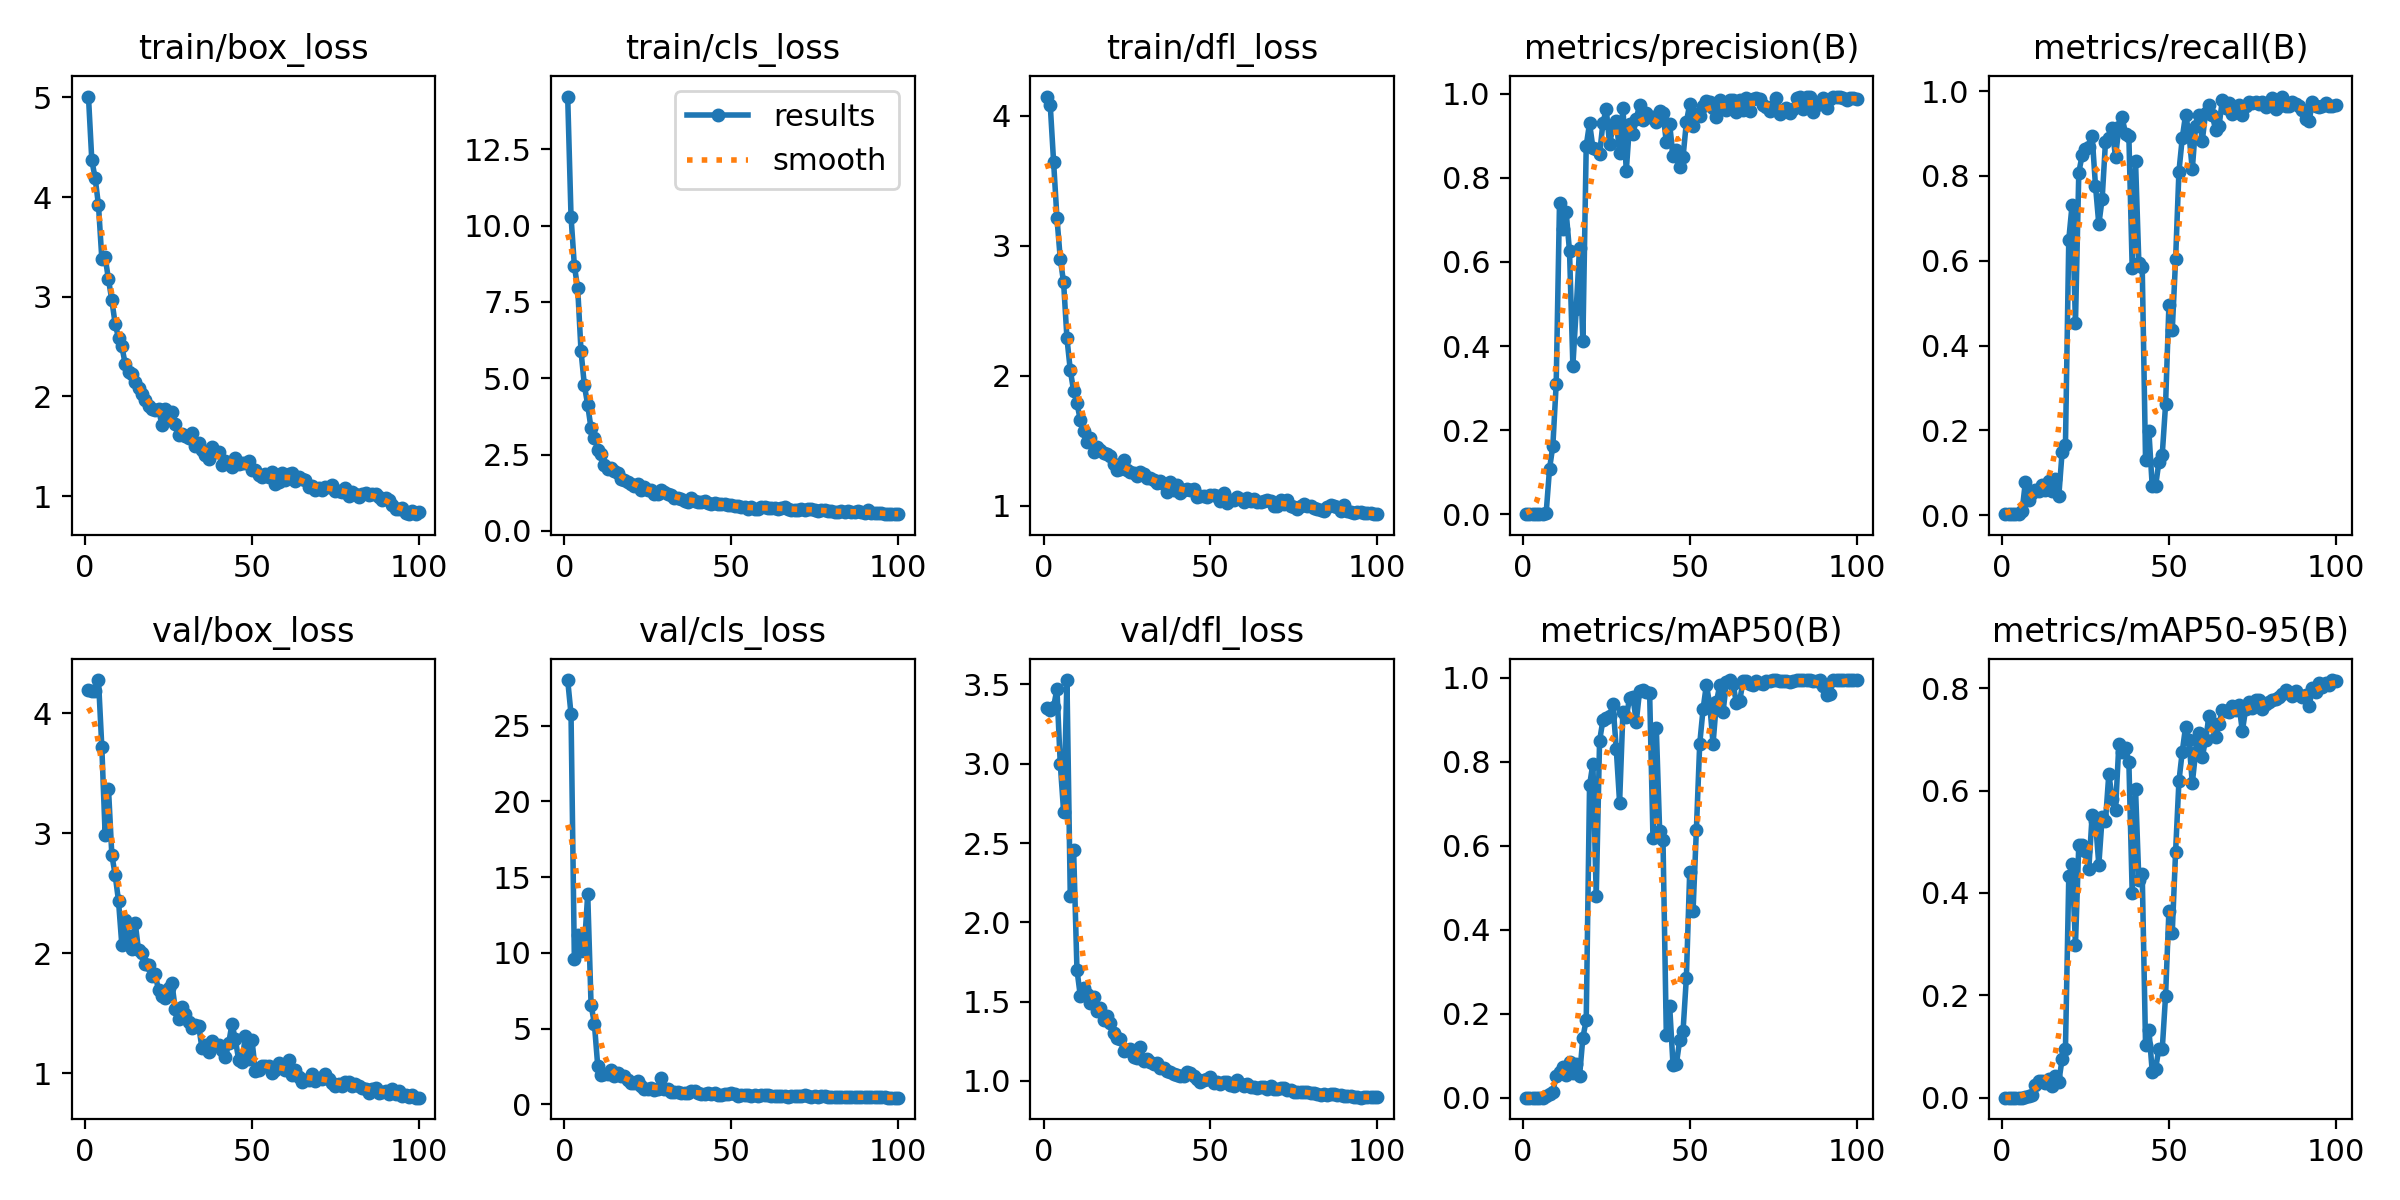 train/box_loss
train/cls_loss
train/dfl_loss
metrics/precision(B)
metrics/recall(B)
5
4
3
2
1
0 50 100
results
smooth
12.5
10.0
7.5
5.0
2.5
0.0
0 50 100
4
3
2
1
0 50 100
1.0
0.8
0.6
0.4
0.2
0.0
0 50 100
1.0
0.8
0.6
0.4
0.2
0.0
0 50 100
val/box_loss
val/cls_loss
val/dfl_loss
metrics/mAP50(B)
metrics/mAP50-95(B)
4
3
2
1
0 50 100
25
20
15
10
5
0
0 50 100
3.5
3.0
2.5
2.0
1.5
1.0
0 50 100
1.0
0.8
0.6
0.4
0.2
0.0
0 50 100
0.8
0.6
0.4
0.2
0.0
0 50 100